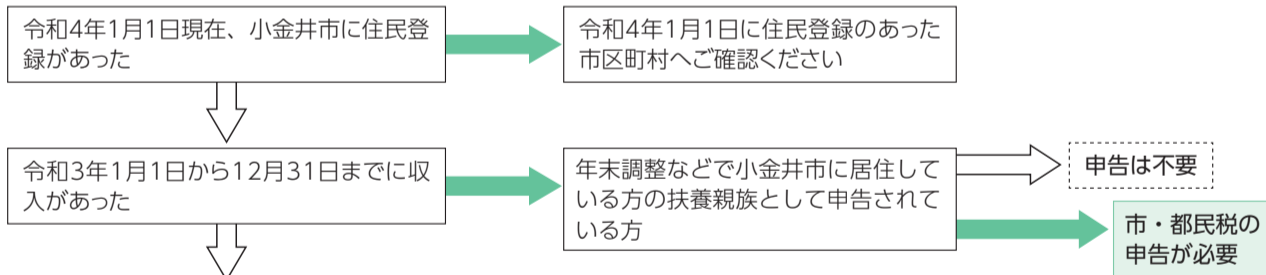 令和4年1月1日現在、小金井市に住民登
録があった
令和4年1月1日に住民登録のあった
市区町村へご確認ください
令和3年1月1日から12月31日までに収
入があった
年末調整などで小金井市に居住して
いる方の扶養親族として申告されて
いる方
申告は不要
市・都民税の
申告が必要